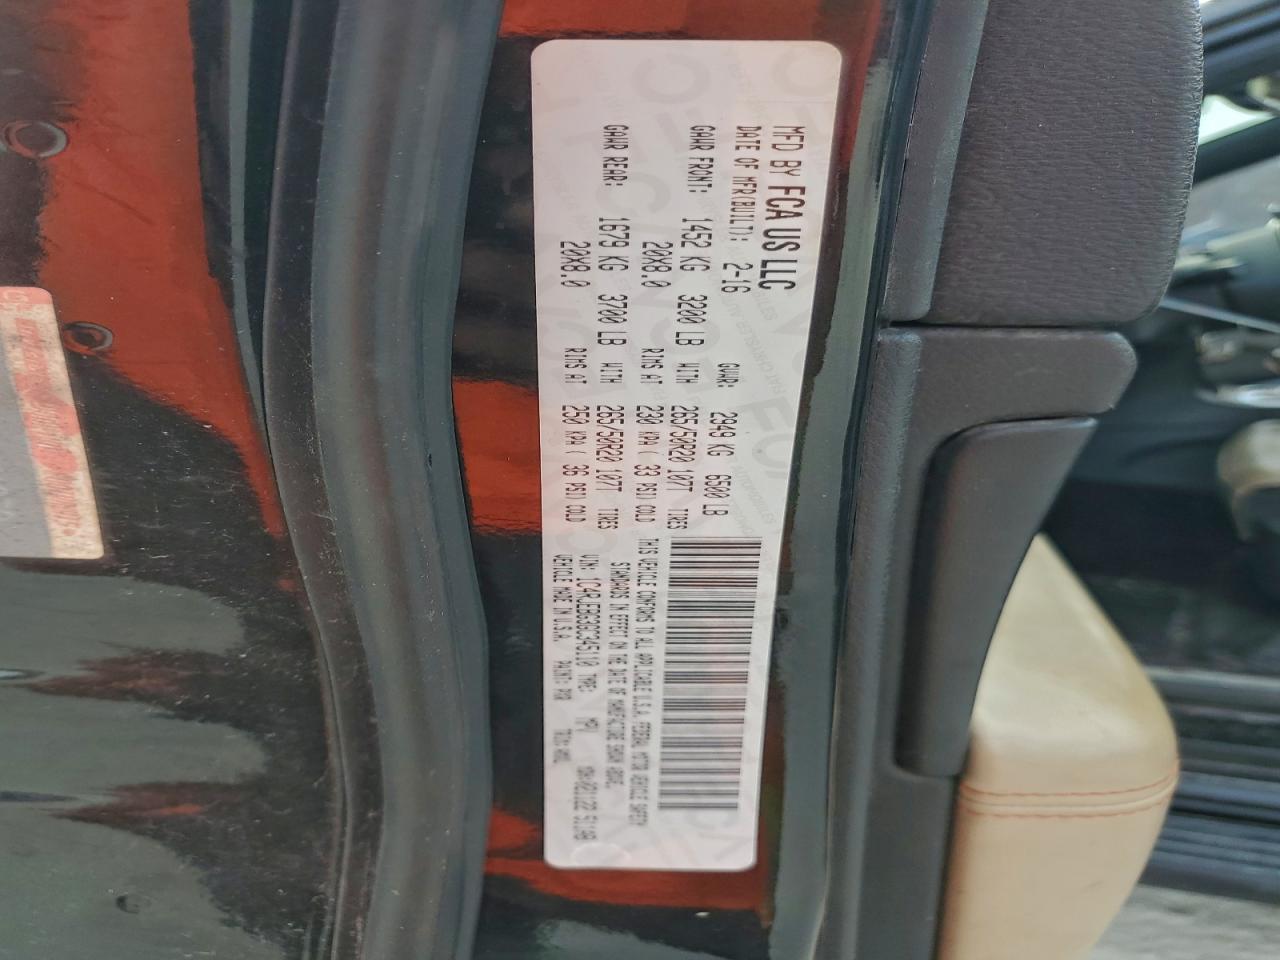 MFD BY FCA US LLC
DATE OF MFR(BUILT): 2-16 GVWR: 2949 KG 6500 LB
GAWR FRONT: 1452 KG 3200 LB WITH 265/50R20 107T TIRES
20X8.0 RIMS AT 230 KPA( 33 PSI) COLD
GAWR REAR: 1679 KG 3700 LB WITH 265/50R20 107T TIRES
20X8.0 RIMS AT 250 KPA( 36 PSI) COLD
THIS VEHICLE CONFORMS TO ALL APPLICABLE U.S.A. FEDERAL MOTOR VEHICLE SAFETY
STANDARDS IN EFFECT ON THE DATE OF MANUFACTURE SHOWN ABOVE.
VIN: TYPE: MPV
VEHICLE MADE IN U.S.A. PAINT: